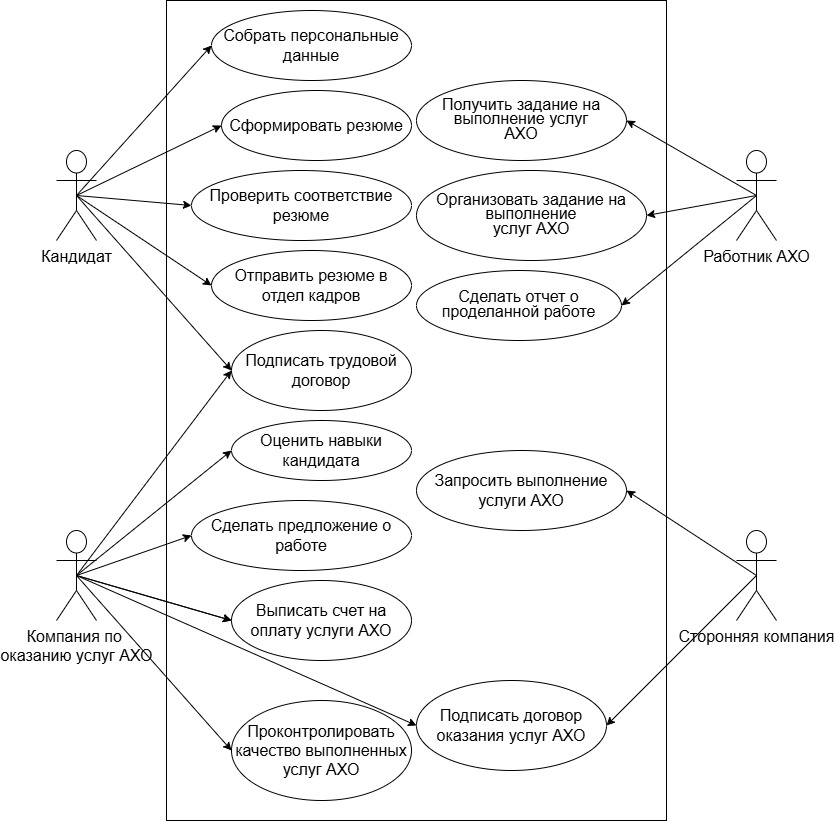 Собрать персональные
данные
Сформировать резюме
Получить задание на
выполнение услуг
АХО
Проверить соответствие
резюме
Организовать задание на
выполнение
услуг АХО
Кандидат
Работник АХО
Отправить резюме в
отдел кадров
Сделать отчет о
проделанной работе
Подписать трудовой
договор
Оценить навыки
кандидата
Запросить выполнение
услуги АХО
Сделать предложение о
работе
Выписать счет на
оплату услуги АХО
Компания по
оказанию услуг АХО
Сторонняя компания
Подписать договор
оказания услуг АХО
Проконтролировать
качество выполненных
услуг АХО